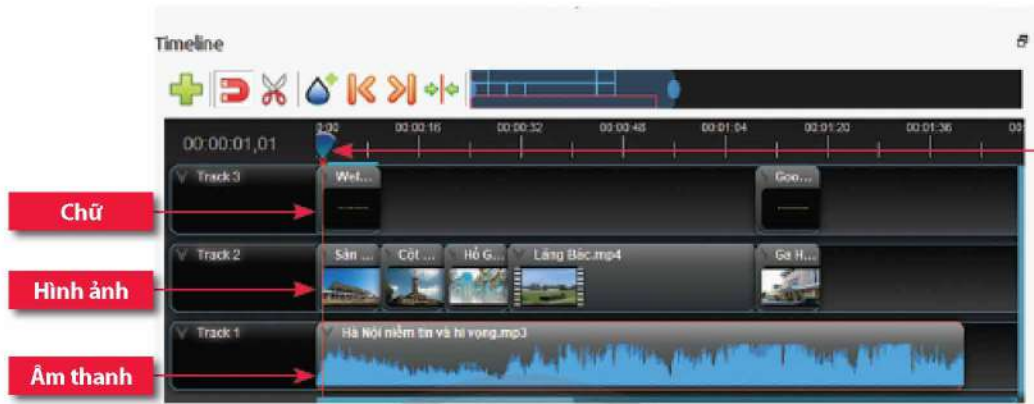 Timeline
00:00:01,01
0:00 00:00:16 00:00:32 00:00:48 00:01:04 00:01:20 00:01:36 00
Track 3
Wel...
Goo...
Chữ
Track 2
Sân ...
Cột ...
Hồ G...
Lăng Bác.mp4
Ga H...
Hình ảnh
Track 1
Hà Nội niềm tin và hi vọng.mp3
Âm thanh